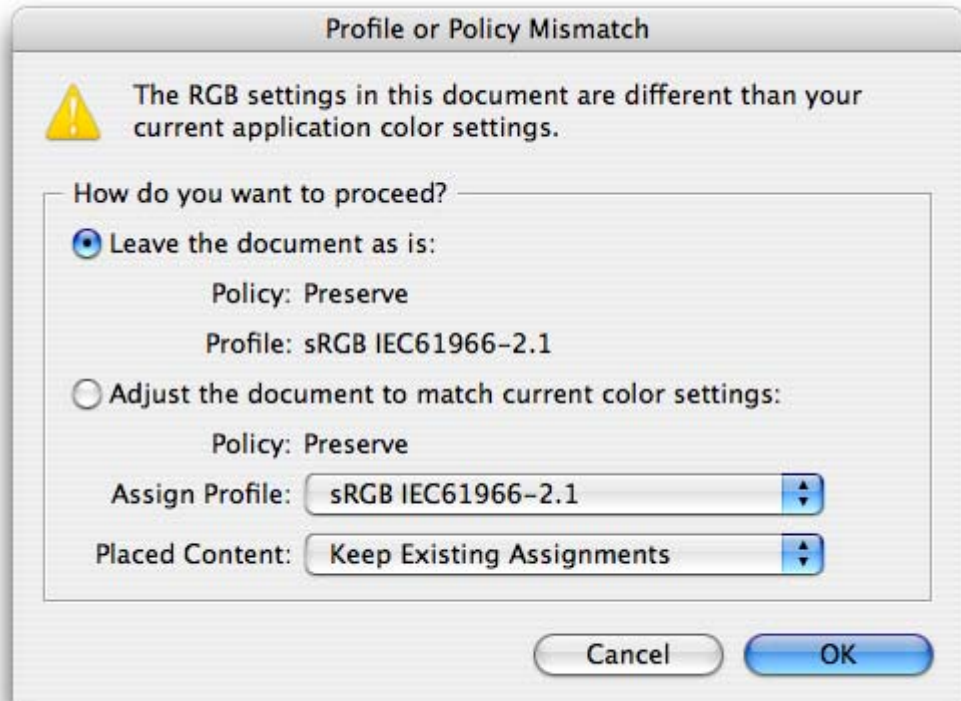 Profile or Policy Mismatch
The RGB settings in this document are different than your
current application color settings.
How do you want to proceed?
Leave the document as is:
Policy: Preserve
Profile: sRGB IEC61966-2.1
Adjust the document to match current color settings:
Policy: Preserve
Assign Profile: sRGB IEC61966-2.1
Placed Content: Keep Existing Assignments
Cancel OK